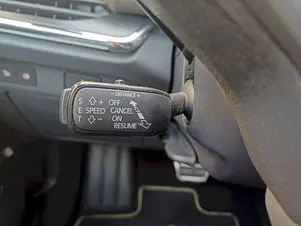 - DISTANCE +
S + OFF
E SPEED CANCEL
T - ON
RESUME